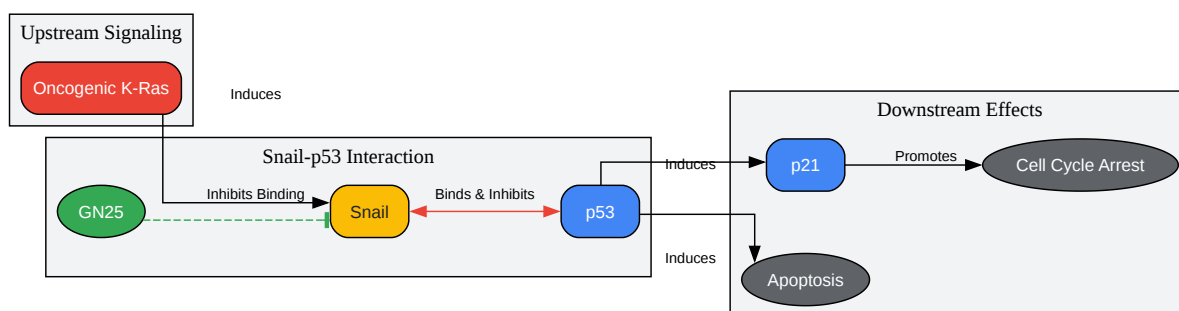 Upstream Signaling
Oncogenic K-Ras
Induces
Snail-p53 Interaction
GN25
Inhibits Binding
Snail
Binds & Inhibits
p53
Induces
Induces
Downstream Effects
p21
Promotes
Cell Cycle Arrest
Apoptosis